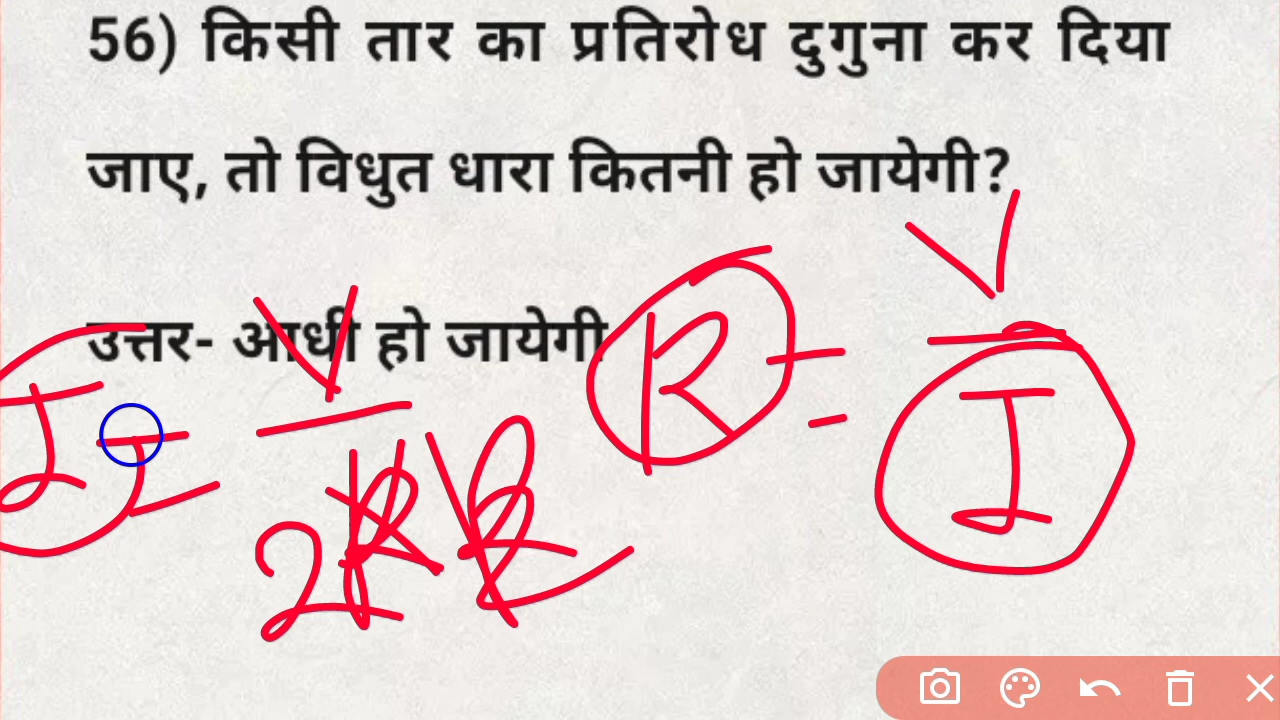 56) किसी तार का प्रतिरोध दुगुना कर दिया
जाए, तो विधुत धारा कितनी हो जायेगी?
उत्तर- आधी हो जायेगी
R = V
I
I = V
2R